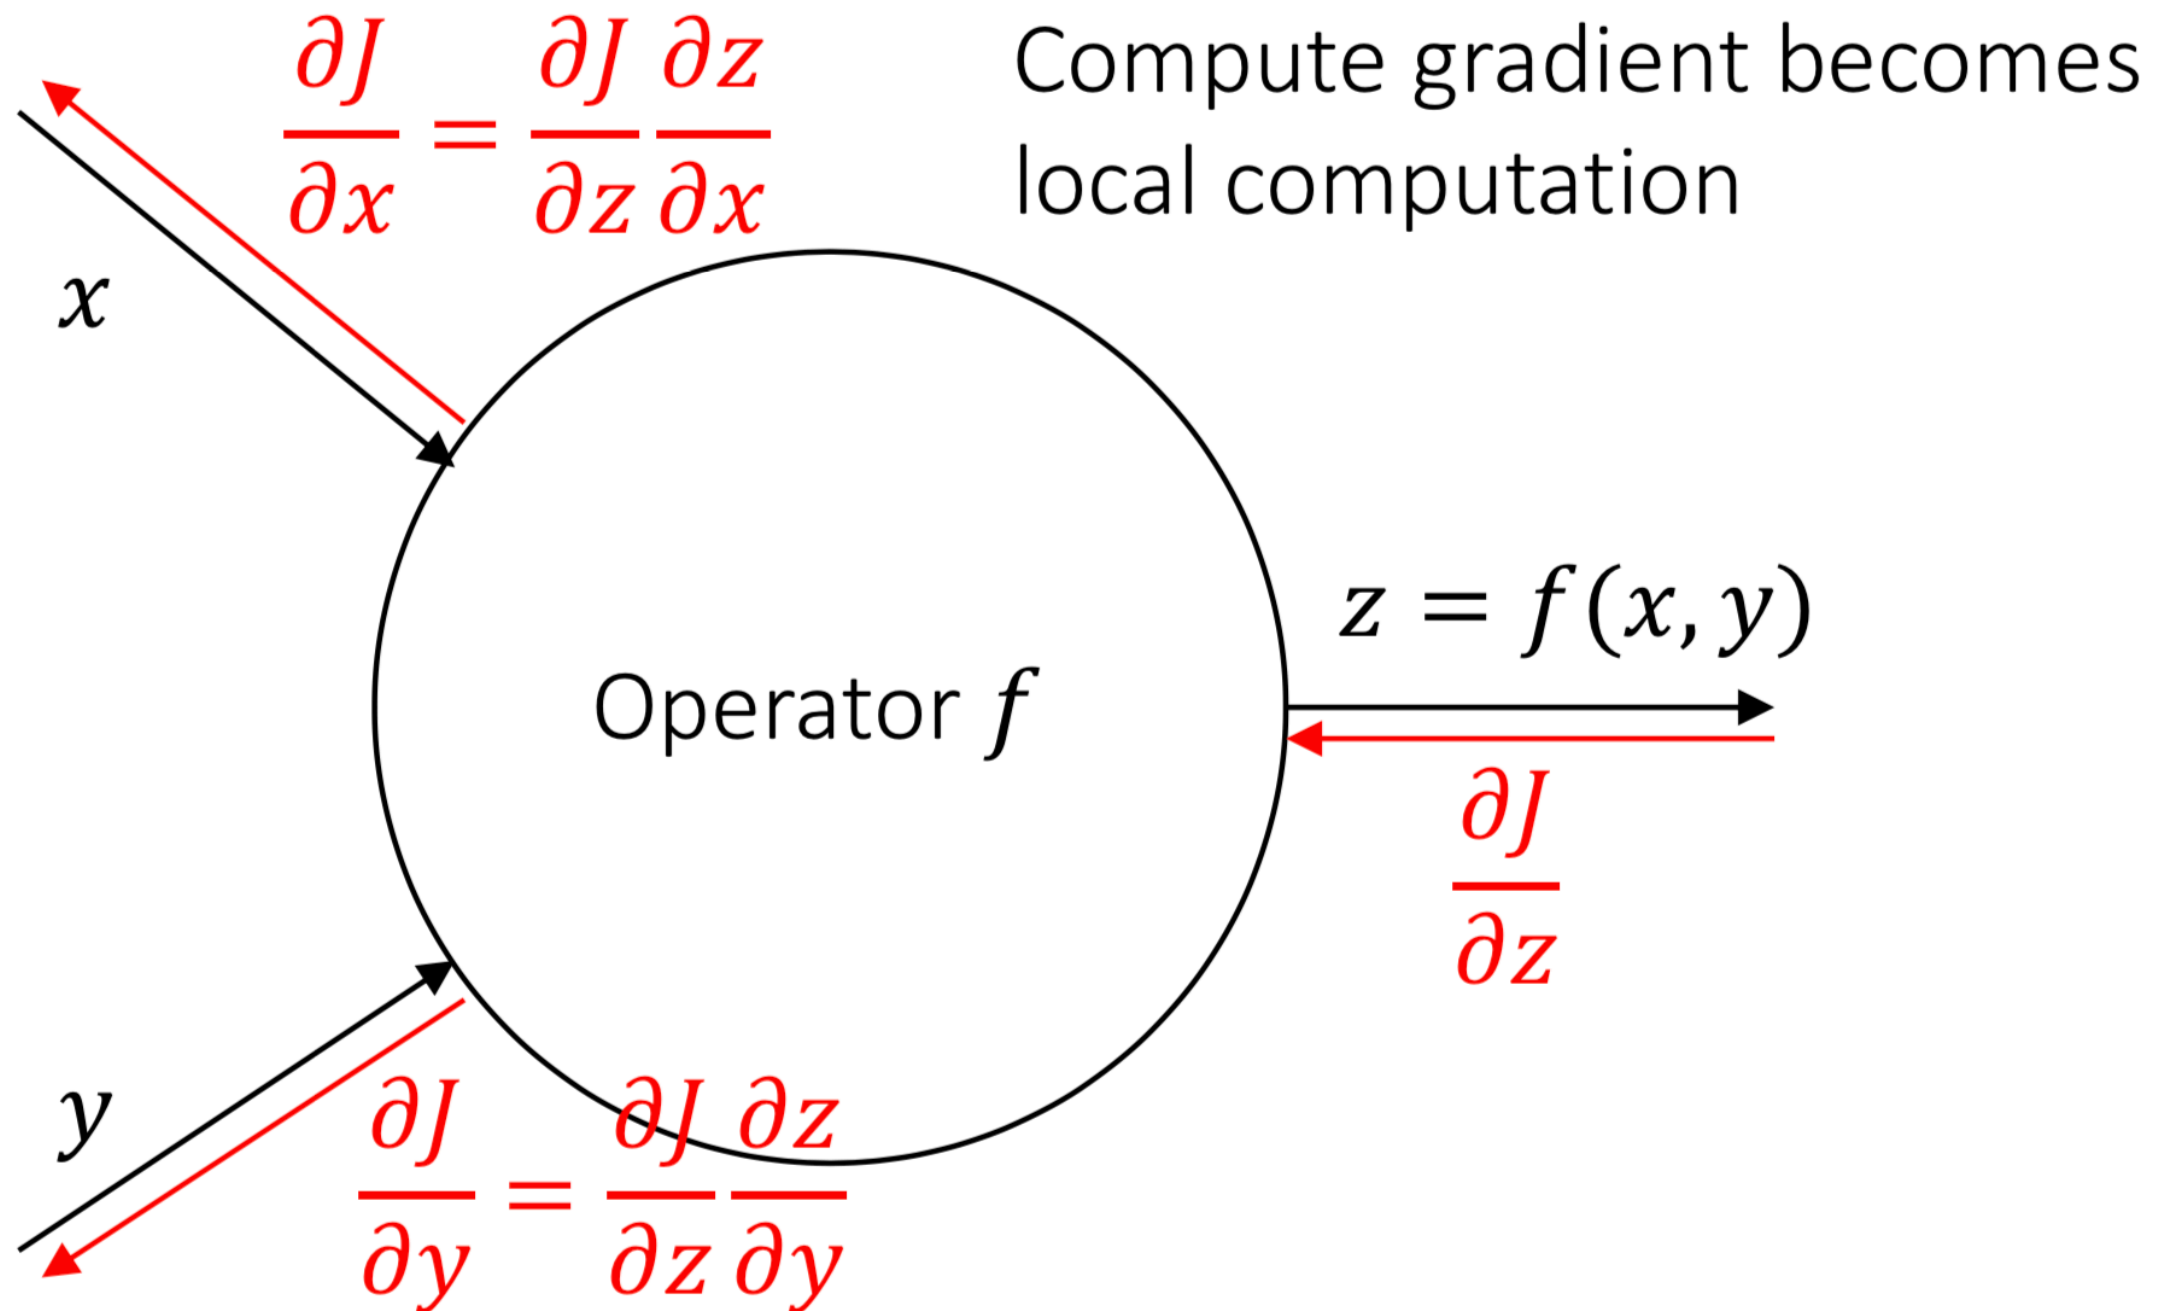 ∂J/∂x = ∂J/∂z ∂z/∂x
Compute gradient becomes
local computation
x
z = f(x, y)
Operator f
∂J/∂z
y
∂J/∂y = ∂J/∂z ∂z/∂y